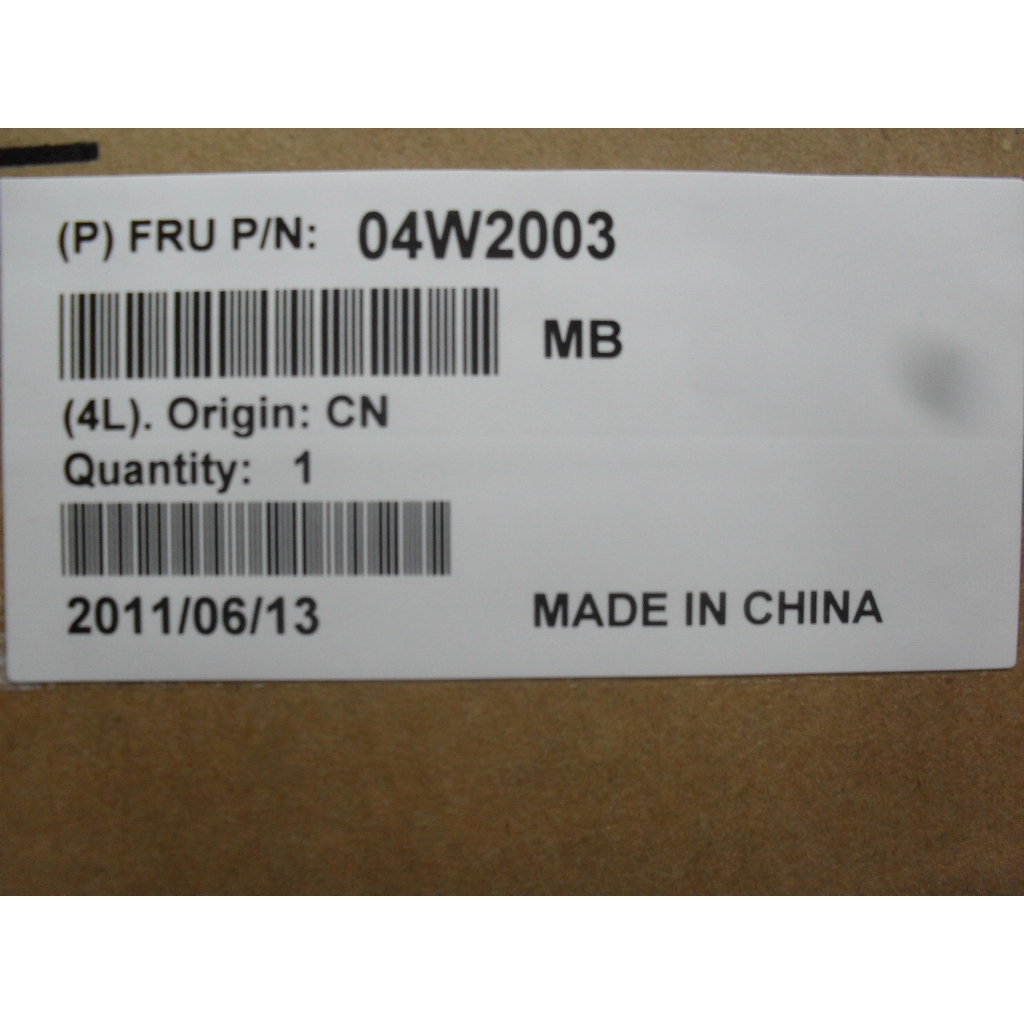 (P) FRU P/N: 04W2003
MB
(4L). Origin: CN
Quantity: 1
2011/06/13
MADE IN CHINA